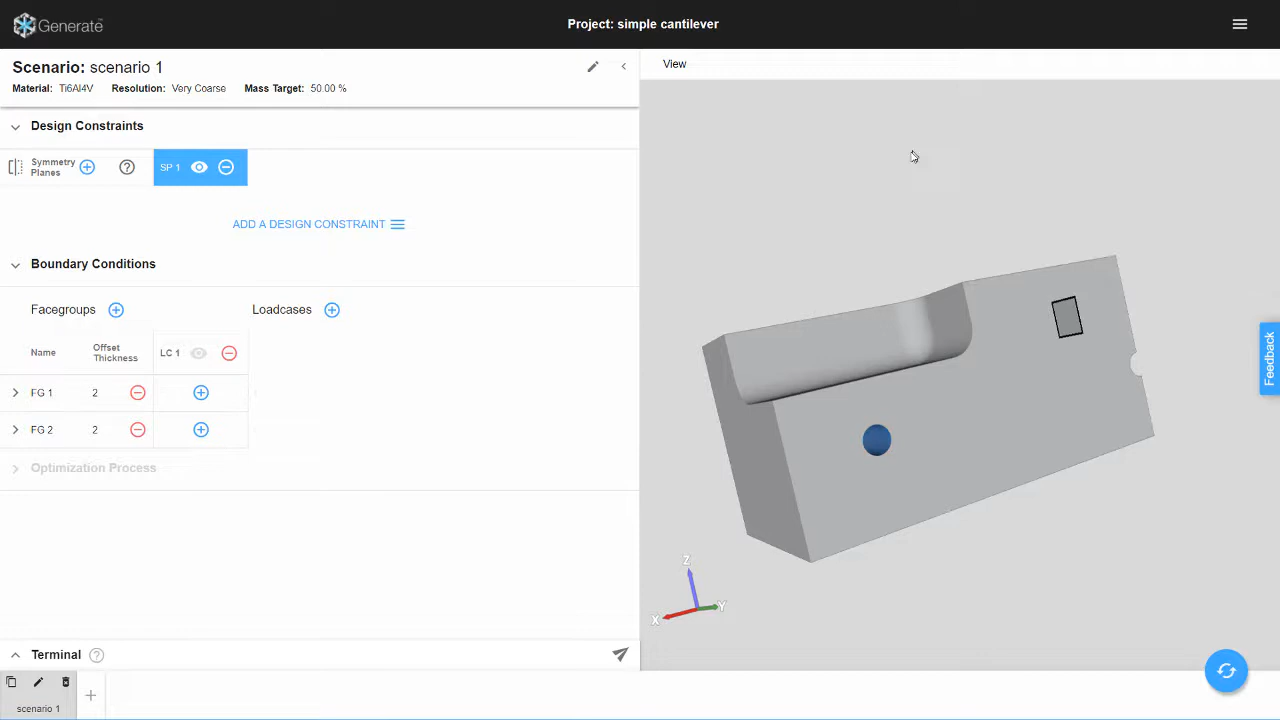 Generate
Project: simple cantilever
Scenario: scenario 1
Material: Ti6Al4V Resolution: Very Coarse Mass Target: 50.00 %
View
Design Constraints
Symmetry
Planes
SP 1
ADD A DESIGN CONSTRAINT
Boundary Conditions
Facegroups
Loadcases
Name
Offset
Thickness
LC 1
FG 1 2
FG 2 2
Optimization Process
Feedback
Z
X
Y
Terminal
scenario 1